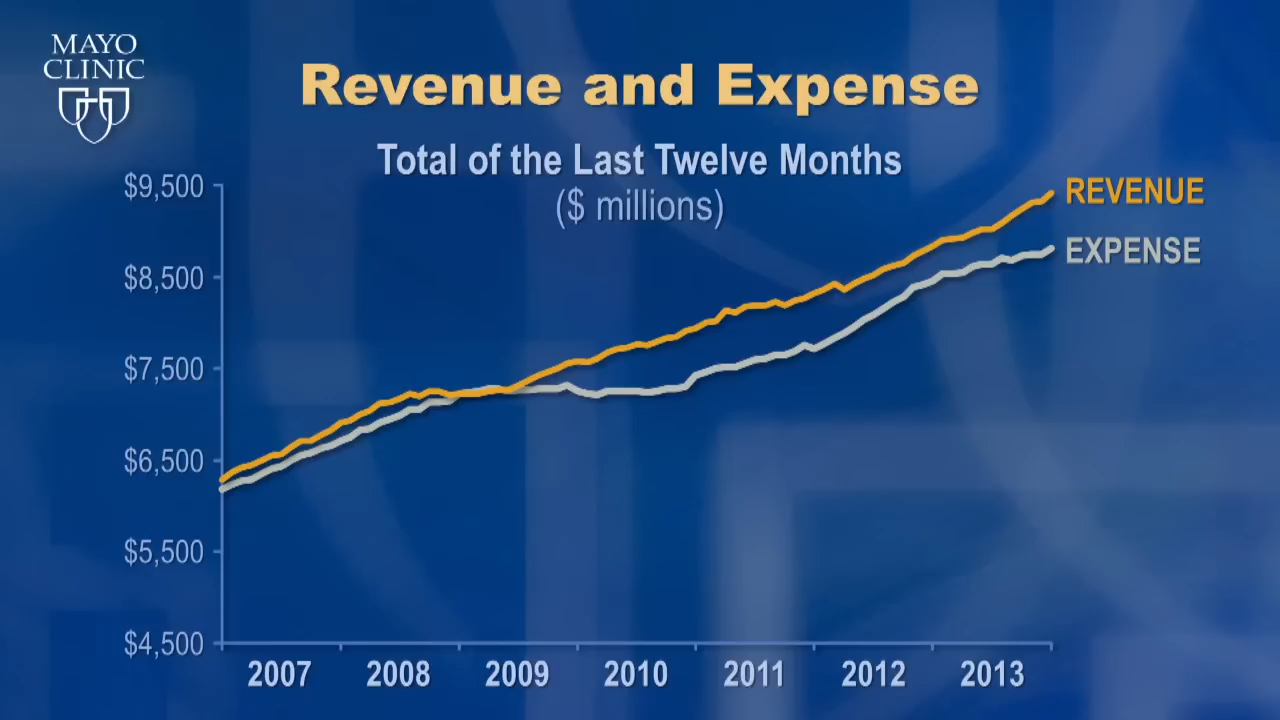 MAYO
CLINIC
Revenue and Expense
Total of the Last Twelve Months
($ millions)
$9,500
$8,500
$7,500
$6,500
$5,500
$4,500
REVENUE
EXPENSE
2007 2008 2009 2010 2011 2012 2013